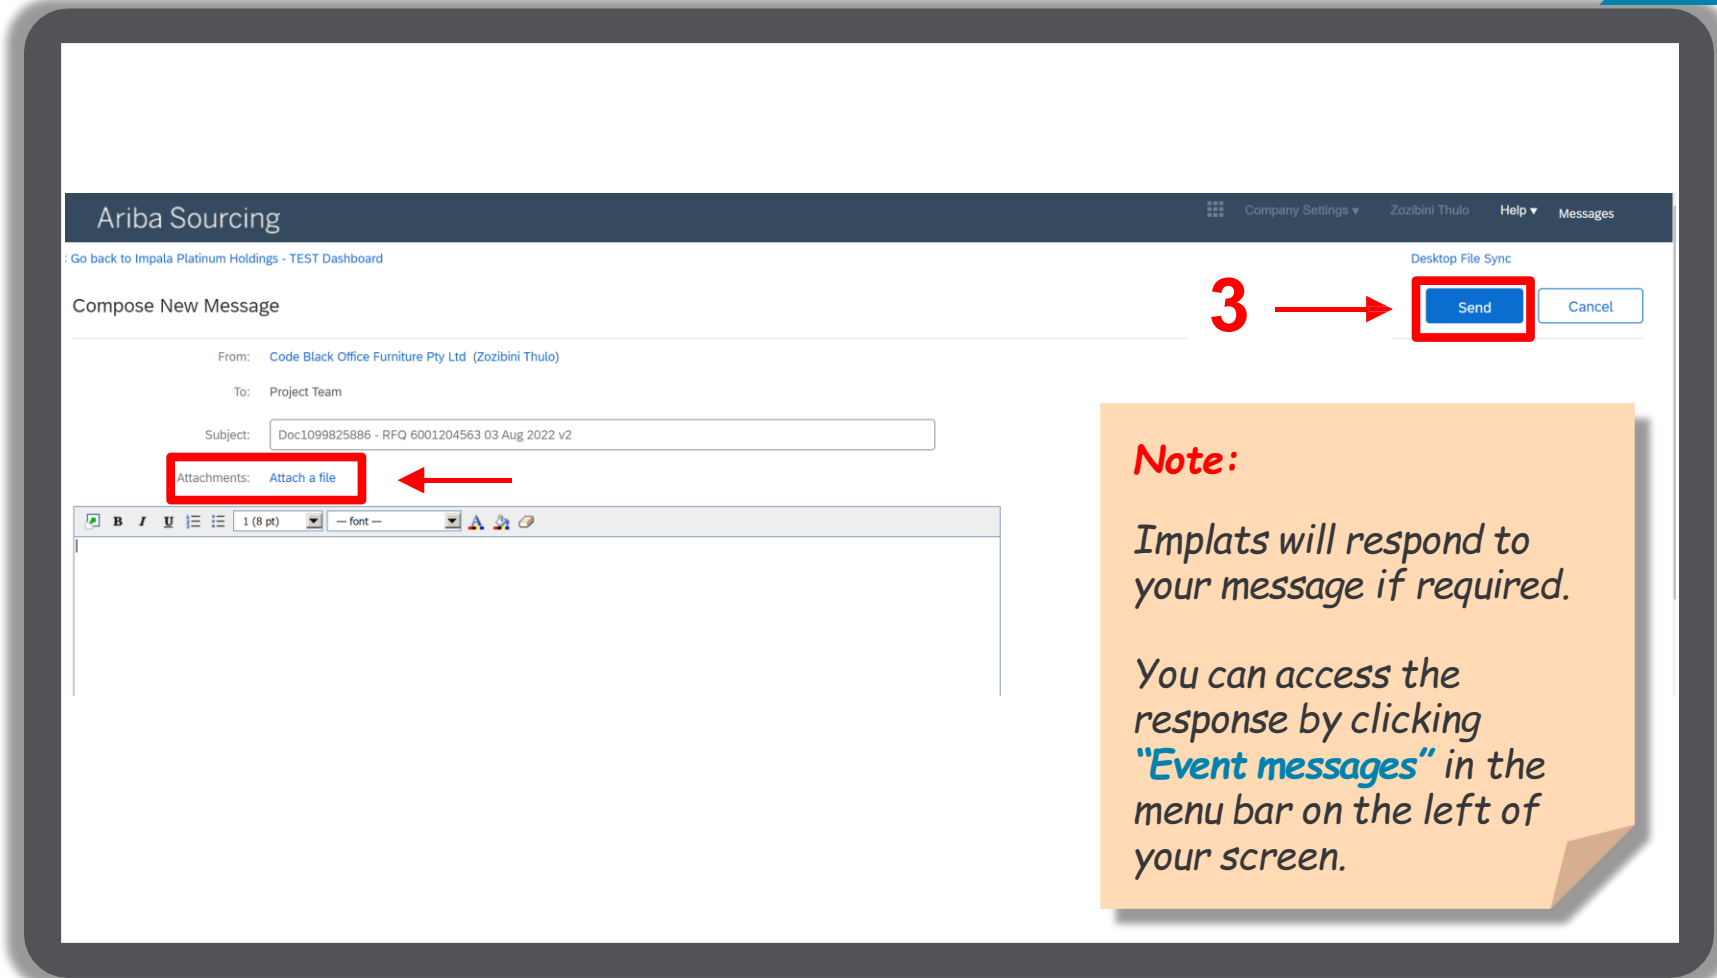 Ariba Sourcing
Company Settings ▾ Zozibini Thulo Help ▾ Messages
Go back to Impala Platinum Holdings - TEST Dashboard
Desktop File Sync
Compose New Message
3
Send
Cancel
From: Code Black Office Furniture Pty Ltd (Zozibini Thulo)
To: Project Team
Subject: Doc1099825886 - RFQ 6001204563 03 Aug 2022 v2
Attachments: Attach a file
B I U 1 (8 pt) — font — A
Note:
Implats will respond to
your message if required.
You can access the
response by clicking
“Event messages” in the
menu bar on the left of
your screen.